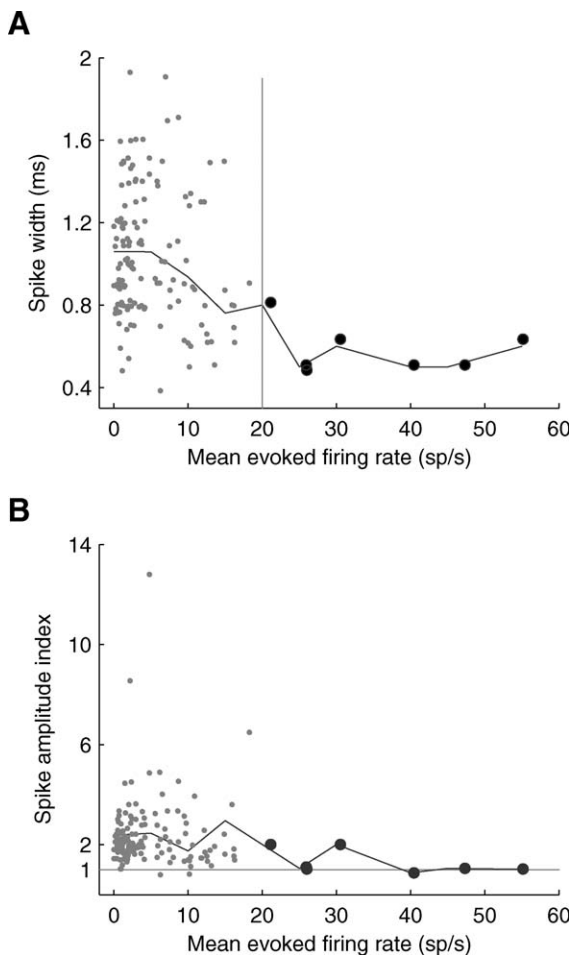 A
2
1.6
1.2
0.8
0.4
Spike width (ms)
0 10 20 30 40 50 60
Mean evoked firing rate (sp/s)
B
14
10
6
2
1
Spike amplitude index
0 10 20 30 40 50 60
Mean evoked firing rate (sp/s)